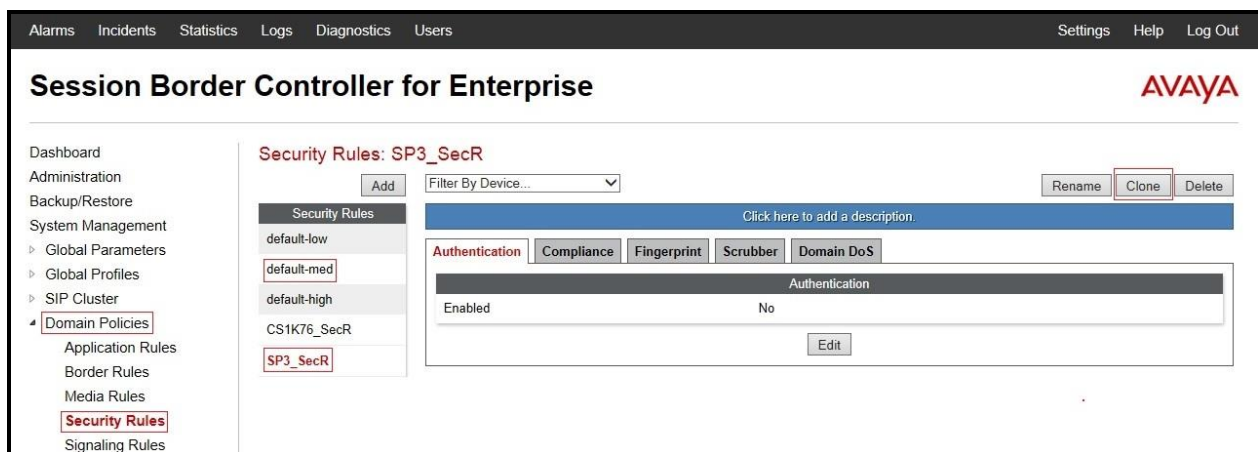 Alarms Incidents Statistics Logs Diagnostics Users Settings Help Log Out
Session Border Controller for Enterprise
AVAYA
Dashboard
Administration
Backup/Restore
System Management
Global Parameters
Global Profiles
SIP Cluster
Domain Policies
Application Rules
Border Rules
Media Rules
Security Rules
Signaling Rules
Security Rules: SP3_SecR
Add
Filter By Device...
Rename Clone Delete
Security Rules
default-low
default-med
default-high
CS1K76_SecR
SP3_SecR
Click here to add a description.
Authentication Compliance Fingerprint Scrubber Domain DoS
Authentication
Enabled No
Edit